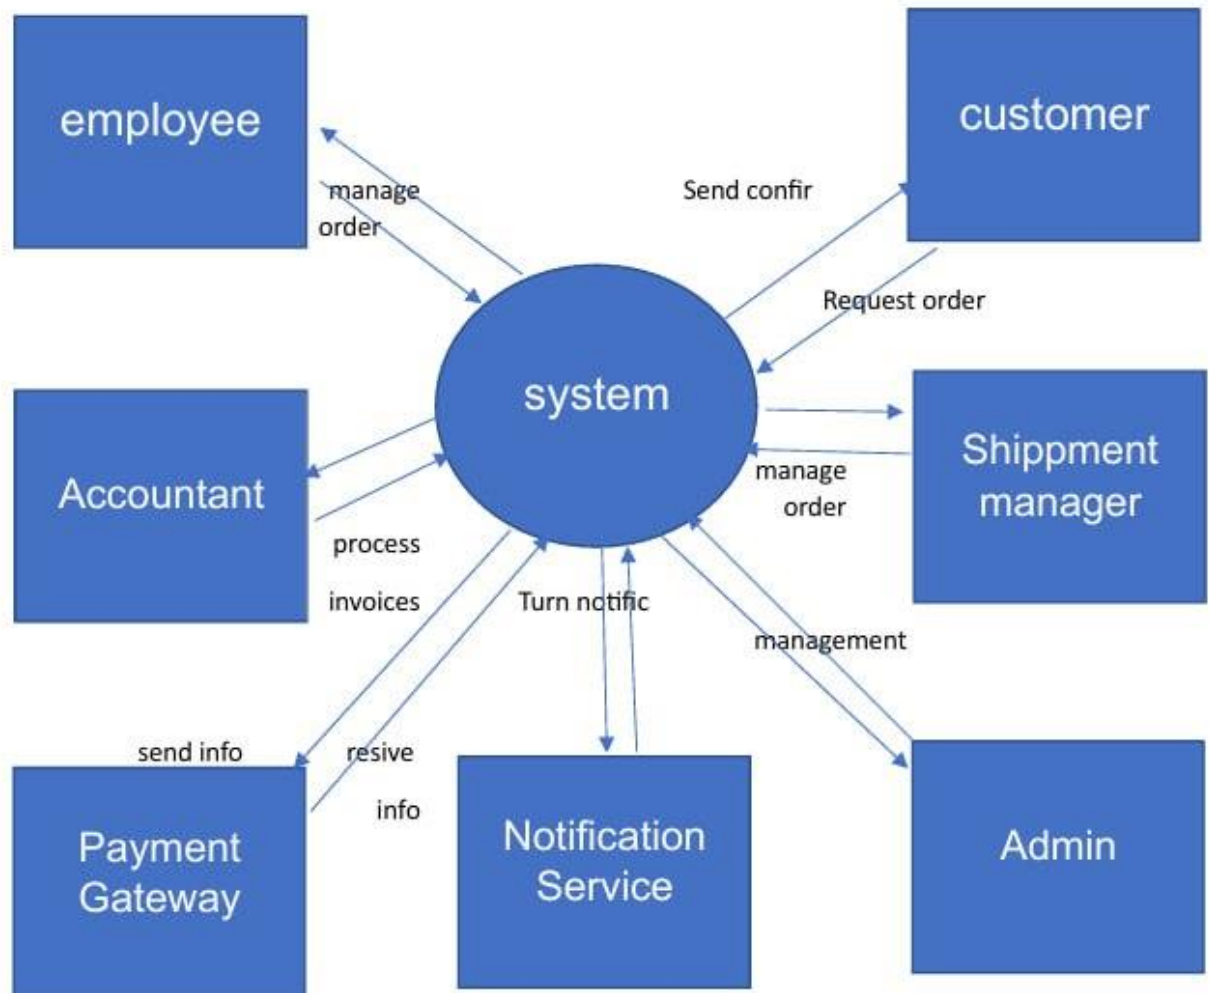 employee
customer
manage
order
Send confir
Request order
system
Accountant
Shippment
manager
manage
order
process
invoices
Turn notific
management
send info
resive
info
Payment
Gateway
Notification
Service
Admin